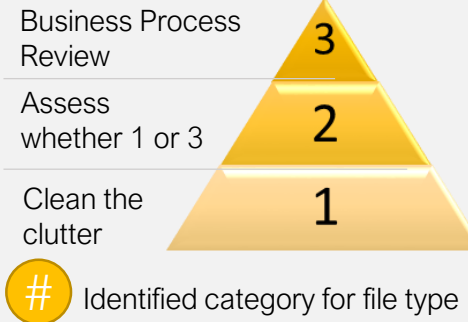 Business Process
Review
3
Assess
whether 1 or 3
2
Clean the
clutter
1
# Identified category for file type